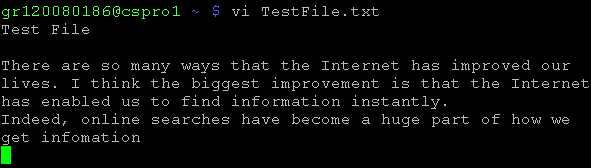 gr120080186@cspro1 ~ $ vi TestFile.txt
Test File
There are so many ways that the Internet has improved our
lives. I think the biggest improvement is that the Internet
has enabled us to find information instantly.
Indeed, online searches have become a huge part of how we
get infomation